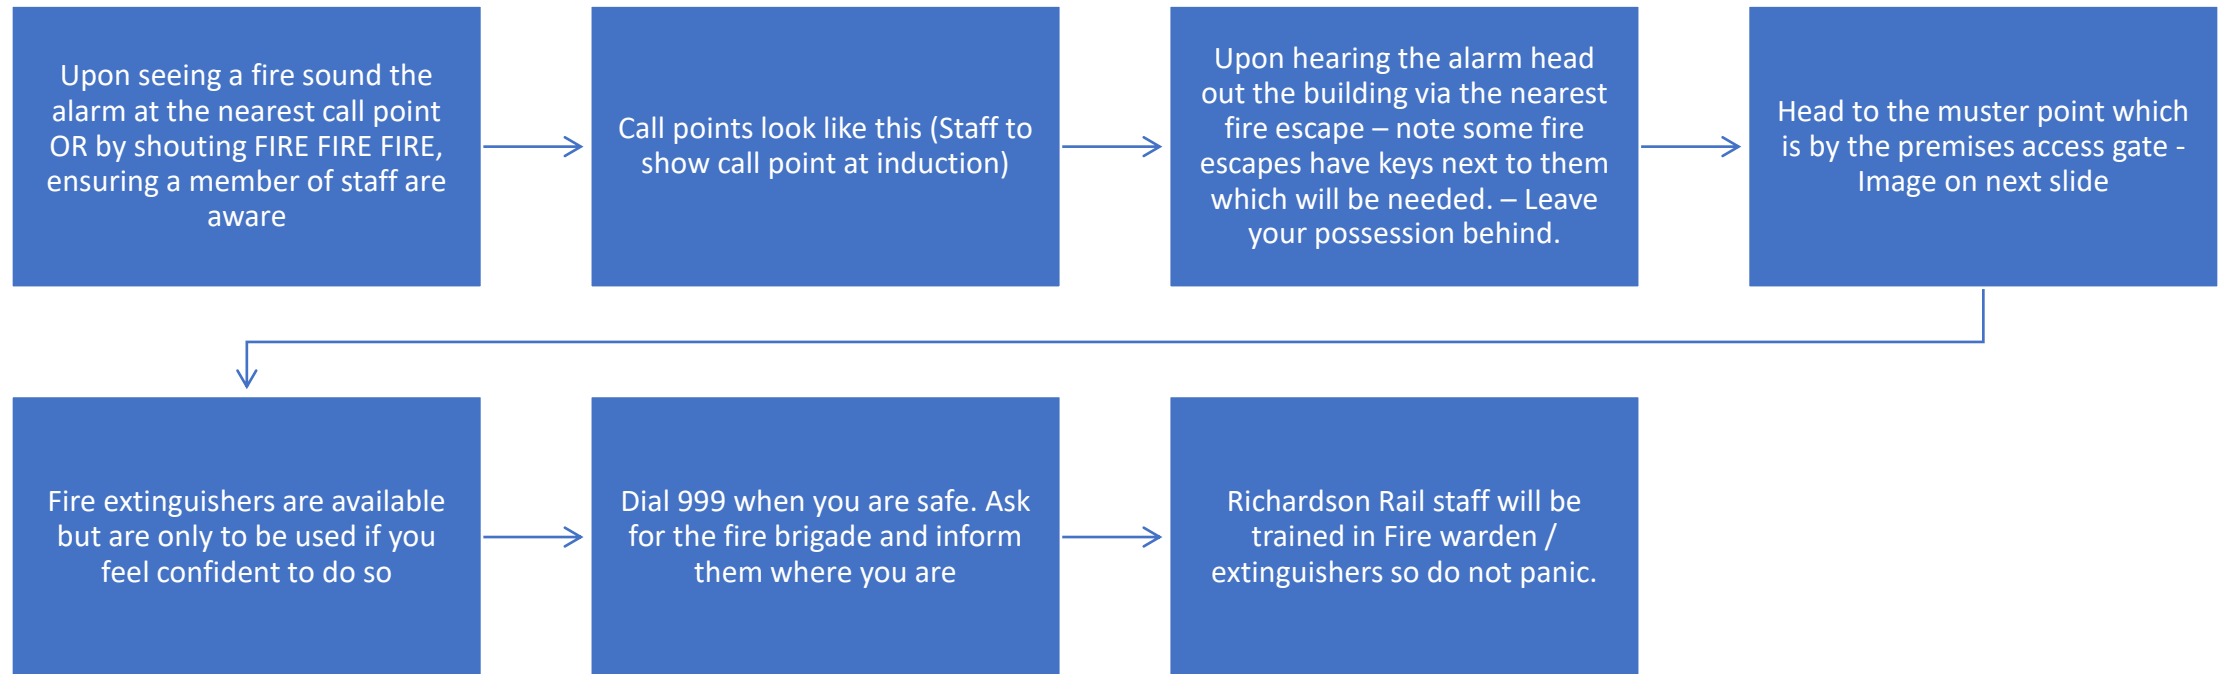 Upon seeing a fire sound the
alarm at the nearest call point
OR by shouting FIRE FIRE FIRE,
ensuring a member of staff are
aware
Call points look like this (Staff to
show call point at induction)
Upon hearing the alarm head
out the building via the nearest
fire escape – note some fire
escapes have keys next to them
which will be needed. – Leave
your possession behind.
Head to the muster point which
is by the premises access gate -
Image on next slide
Fire extinguishers are available
but are only to be used if you
feel confident to do so
Dial 999 when you are safe. Ask
for the fire brigade and inform
them where you are
Richardson Rail staff will be
trained in Fire warden /
extinguishers so do not panic.